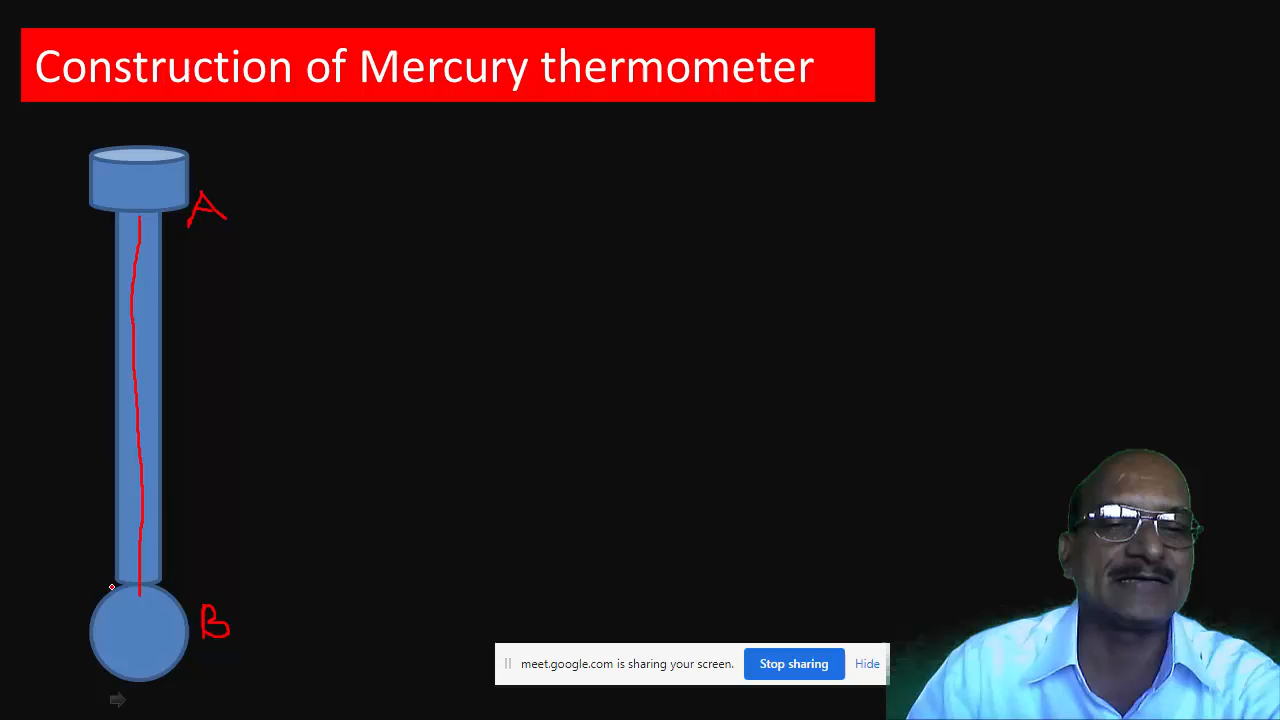 Construction of Mercury thermometer
A
B
meet.google.com is sharing your screen. Stop sharing Hide